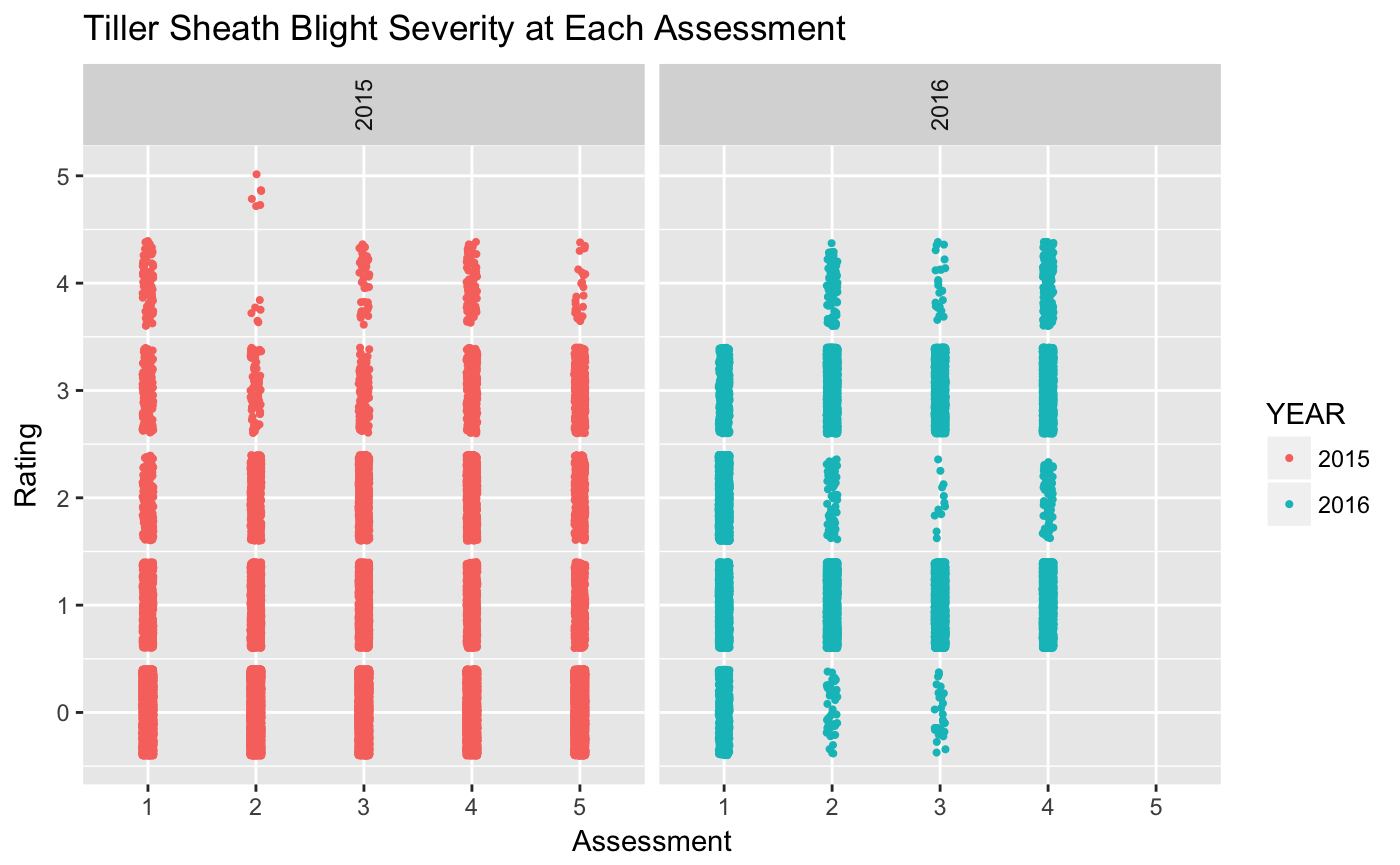 Tiller Sheath Blight Severity at Each Assessment
2015
2016
5
4
3
2
1
0
Rating
1 2 3 4 5
1 2 3 4 5
Assessment
YEAR
2015
2016